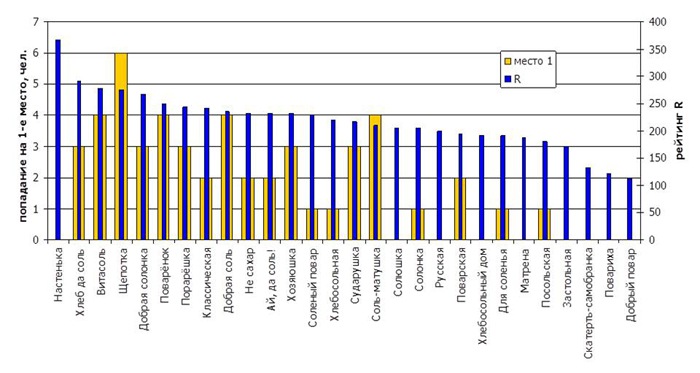 7
6
5
4
3
2
1
0
попадание на 1-е место, чел.
400
350
300
250
200
150
100
50
0
рейтинг R
место 1
R
Настенька
Хлеб да соль
Витасоль
Щепотка
Добрая солонка
Поварёнок
Порарёшка
Классическая
Добрая соль
Не сахар
Ай, да соль!
Хозяюшка
Соленый повар
Хлебосольная
Сударушка
Соль-матушка
Солюшка
Солонка
Русская
Поварская
Хлебосольный дом
Для соленья
Матрена
Посольская
Застольная
Скатерть-самобранка
Повариха
Добрый повар